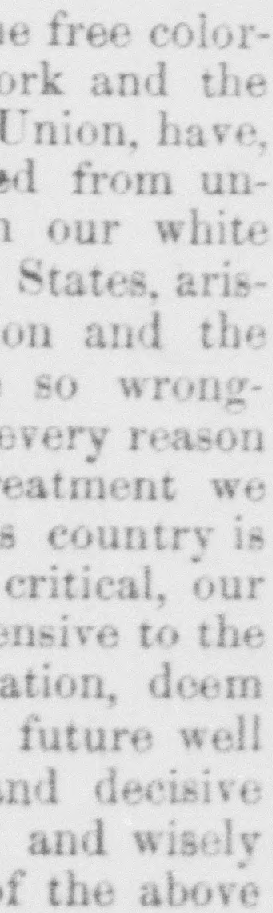 e free color-
ork and the
Union, have,
ed from un-
n our white
States, aris-
on and the
so wrong-
every reason
reatment we
s country is
critical, our
ensive to the
ation, deem
future well
and decisive
and wisely
of the above